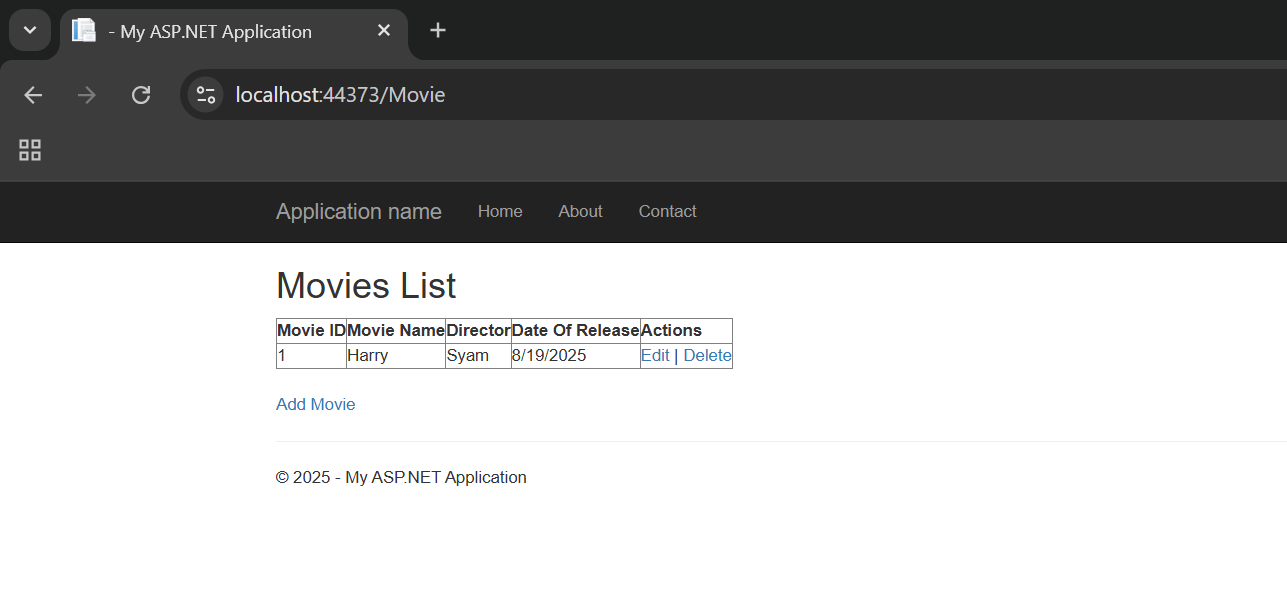 - My ASP.NET Application
localhost:44373/Movie
Application name Home About Contact
Movies List
Movie ID Movie Name Director Date Of Release Actions
1 Harry Syam 8/19/2025 Edit | Delete
Add Movie
© 2025 - My ASP.NET Application